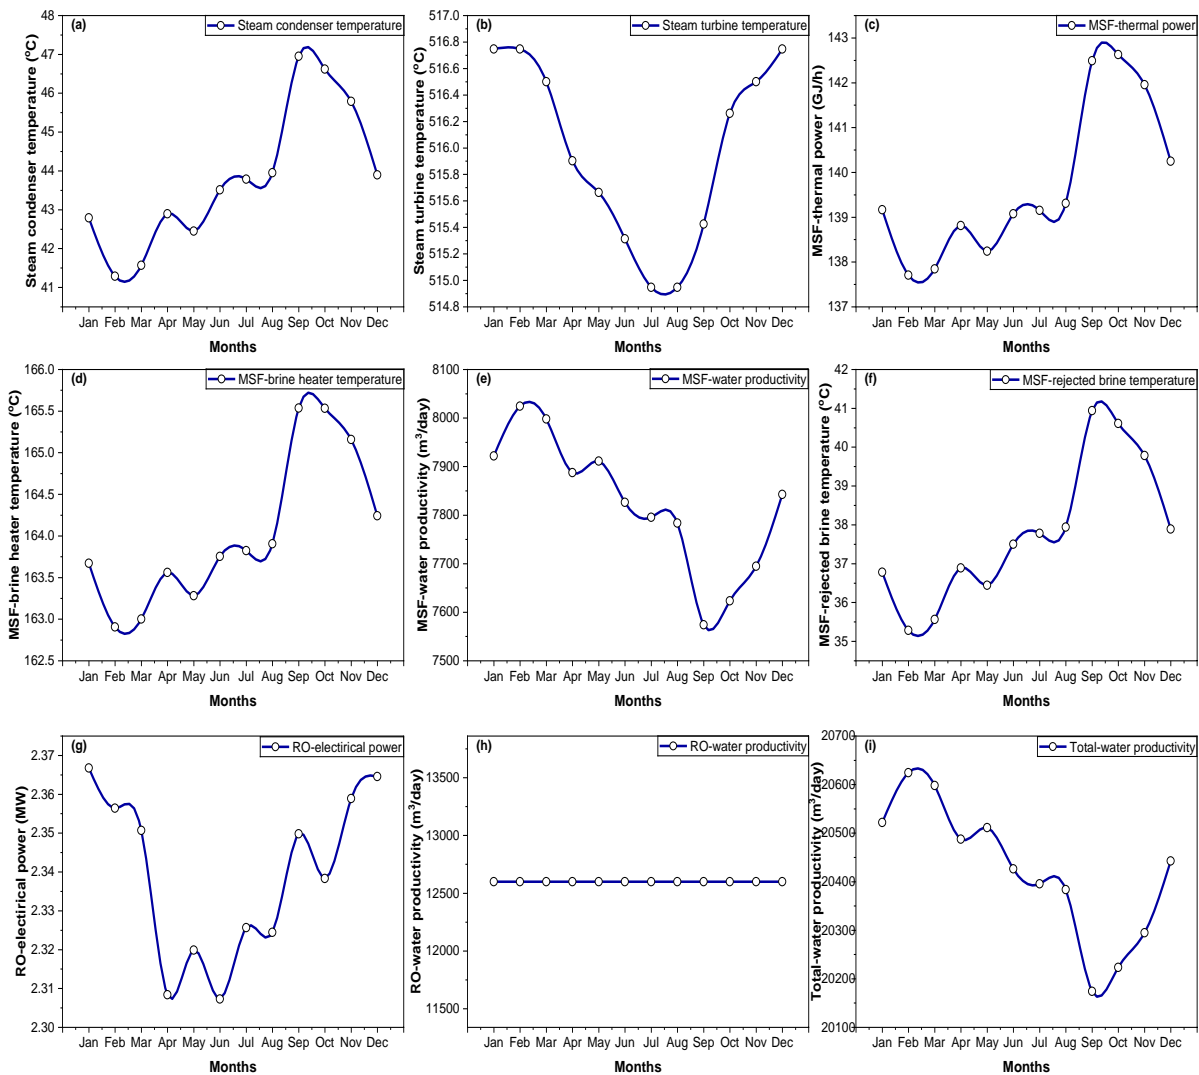 (a)
Steam condenser temperature
Steam condenser temperature (°C)
48
47
46
45
44
43
42
41
Jan Feb Mar Apr May Jun Jul Aug Sep Oct Nov Dec
Months
(b)
Steam turbine temperature
Steam turbine temperature (°C)
517.0
516.8
516.6
516.4
516.2
516.0
515.8
515.6
515.4
515.2
515.0
514.8
Jan Feb Mar Apr May Jun Jul Aug Sep Oct Nov Dec
Months
(c)
MSF-thermal power
MSF-thermal power (GJ/h)
143
142
141
140
139
138
137
Jan Feb Mar Apr May Jun Jul Aug Sep Oct Nov Dec
Months
(d)
MSF-brine heater temperature
MSF-brine heater temperature (°C)
166.0
165.5
165.0
164.5
164.0
163.5
163.0
162.5
Jan Feb Mar Apr May Jun Jul Aug Sep Oct Nov Dec
Months
(e)
MSF-water productivity
MSF-water productivity (m³/day)
8100
8000
7900
7800
7700
7600
7500
Jan Feb Mar Apr May Jun Jul Aug Sep Oct Nov Dec
Months
(f)
MSF-rejected brine temperature
MSF-rejected brine temperature (°C)
42
41
40
39
38
37
36
35
Jan Feb Mar Apr May Jun Jul Aug Sep Oct Nov Dec
Months
(g)
RO-electirical power
RO-electirical power (MW)
2.37
2.36
2.35
2.34
2.33
2.32
2.31
2.30
Jan Feb Mar Apr May Jun Jul Aug Sep Oct Nov Dec
Months
(h)
RO-water productivity
RO-water productivity (m³/day)
13500
13000
12500
12000
11500
Jan Feb Mar Apr May Jun Jul Aug Sep Oct Nov Dec
Months
(i)
Total-water productivity
Total-water productivity (m³/day)
20700
20600
20500
20400
20300
20200
20100
Jan Feb Mar Apr May Jun Jul Aug Sep Oct Nov Dec
Months